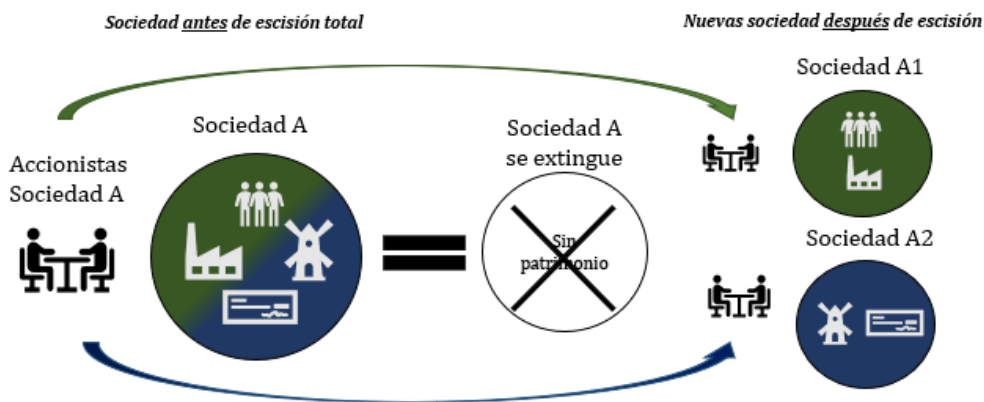 Sociedad antes de escisión total
Nuevas sociedad después de escisión
Sociedad A1
Sociedad A
Sociedad A
se extingue
Accionistas
Sociedad A
Sin
patrimonio
Sociedad A2